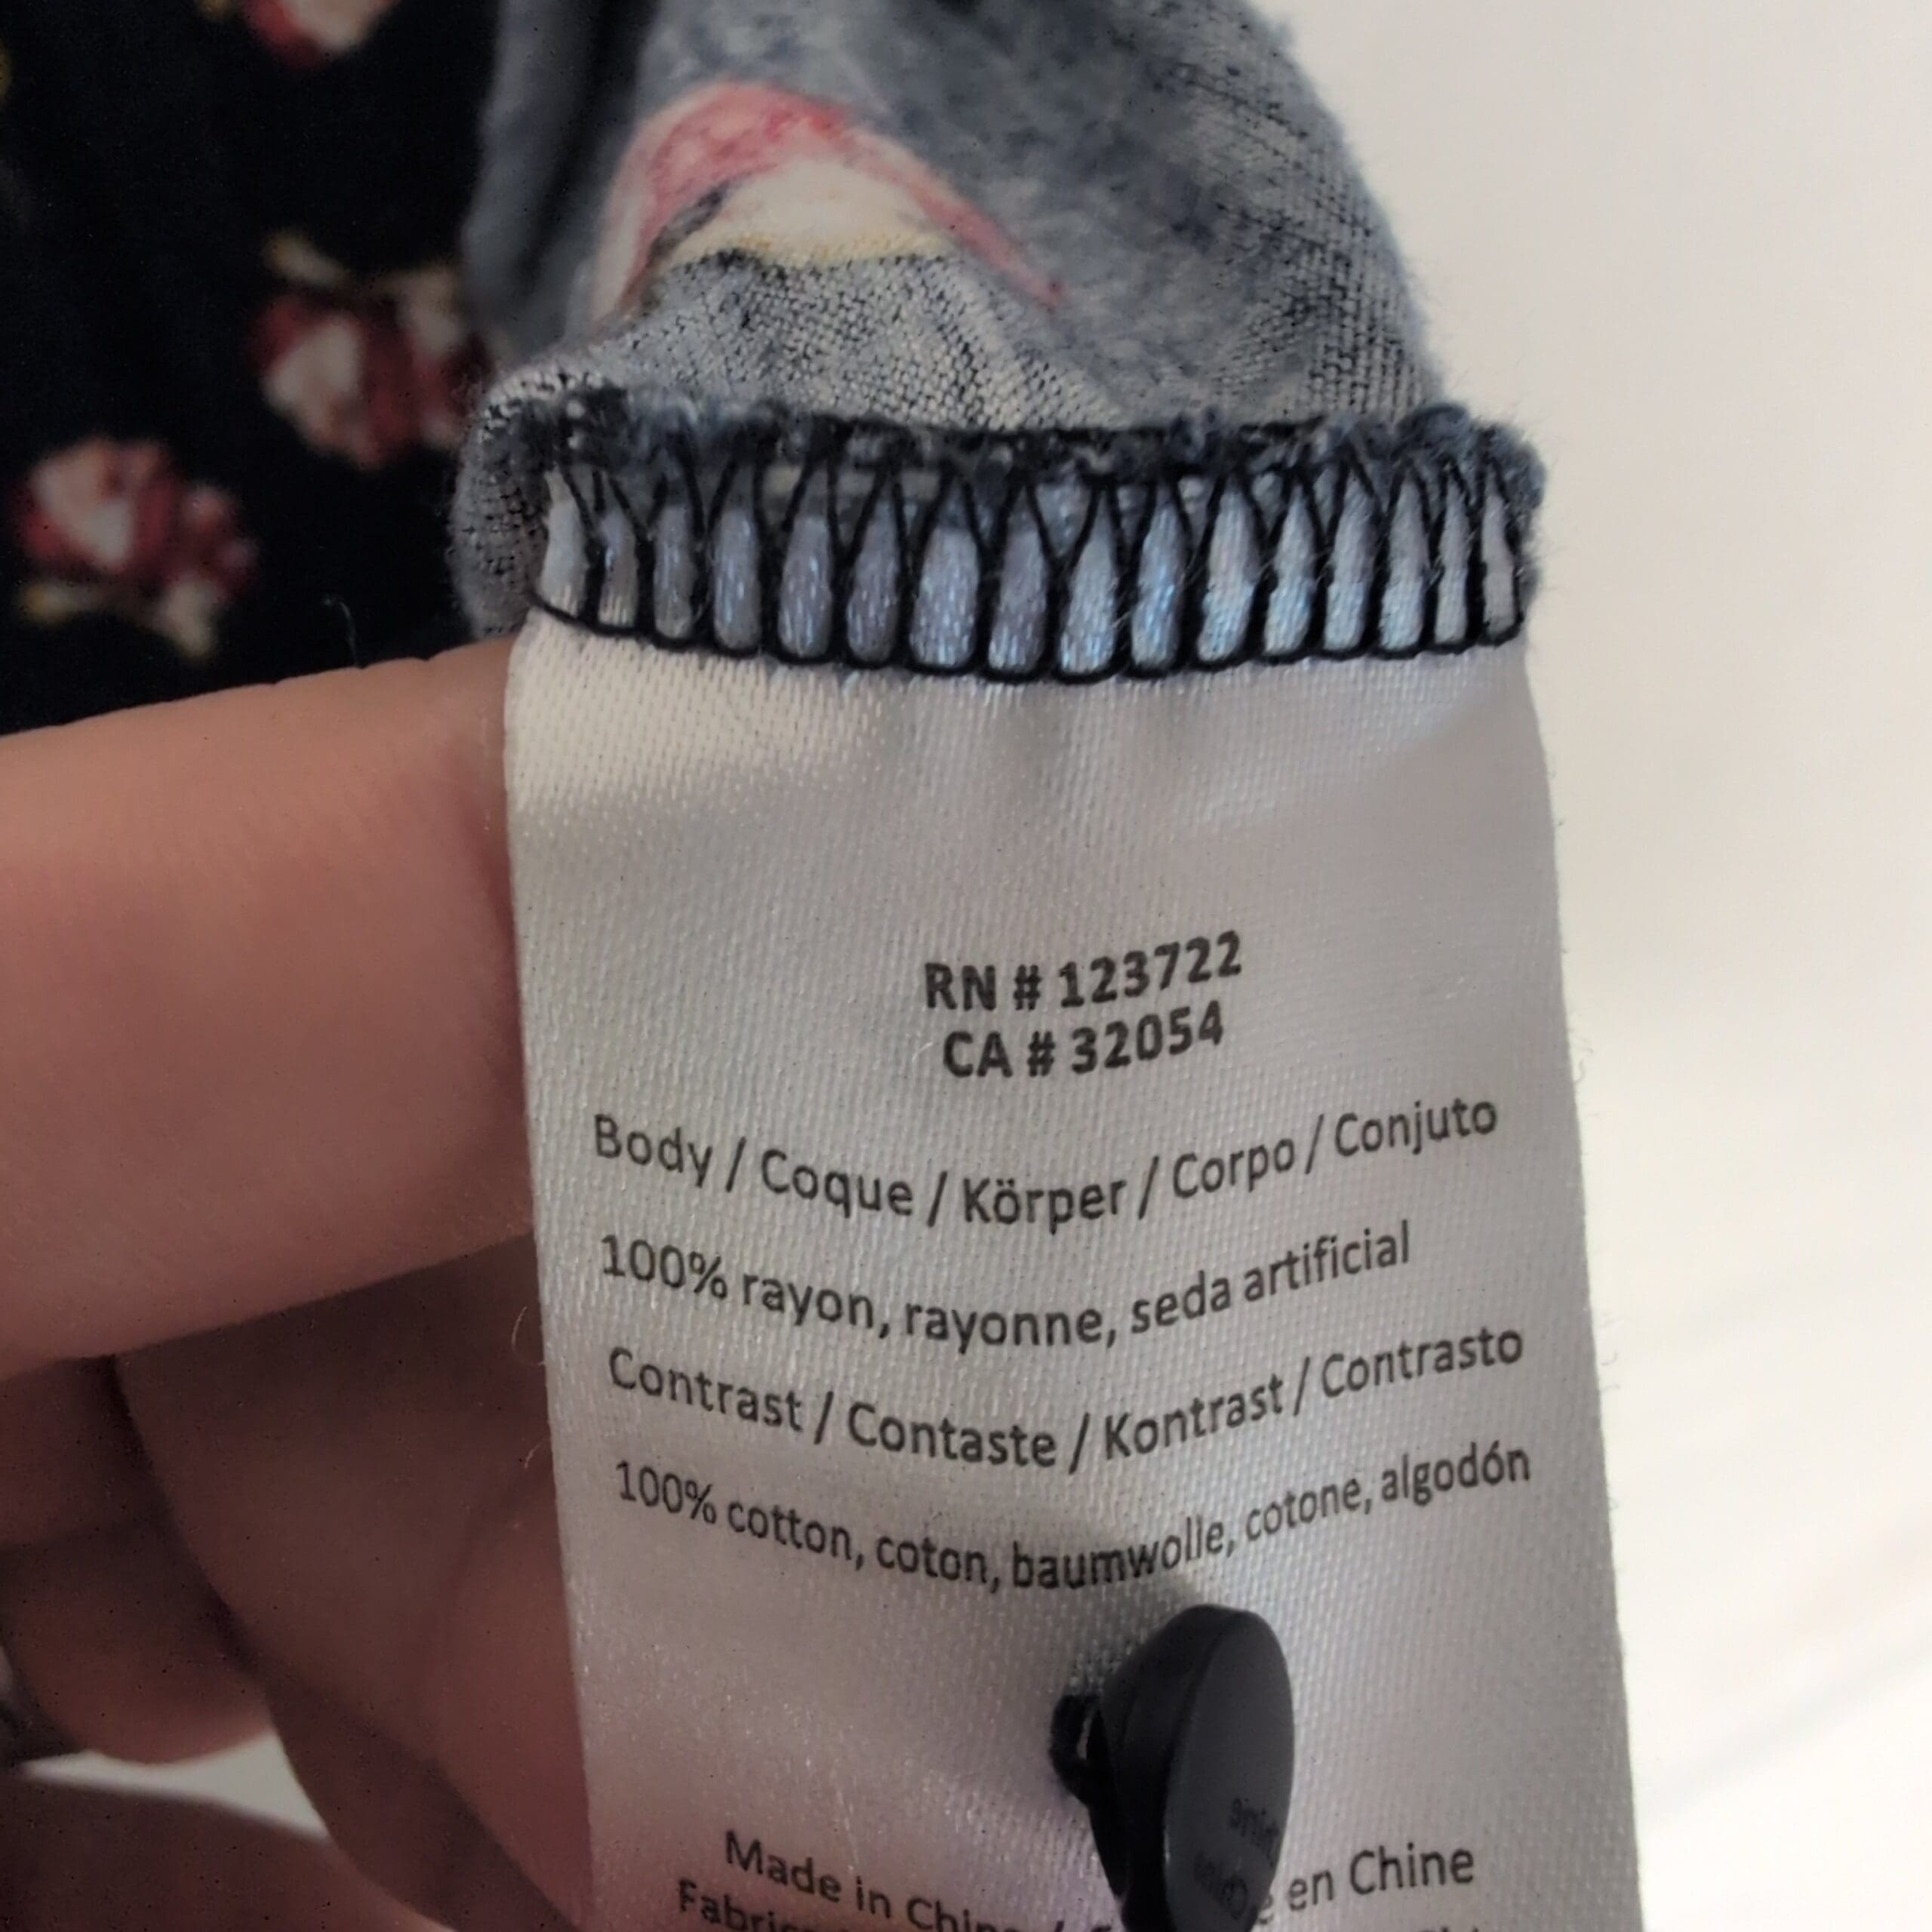 RN # 123722
CA # 32054
Body / Coque / Körper / Corpo / Conjuto
100% rayon, rayonne, seda artificial
Contrast / Contaste / Kontrast / Contrasto
100% cotton, coton, baumwolle, cotone, algodón
Made in China / en Chine